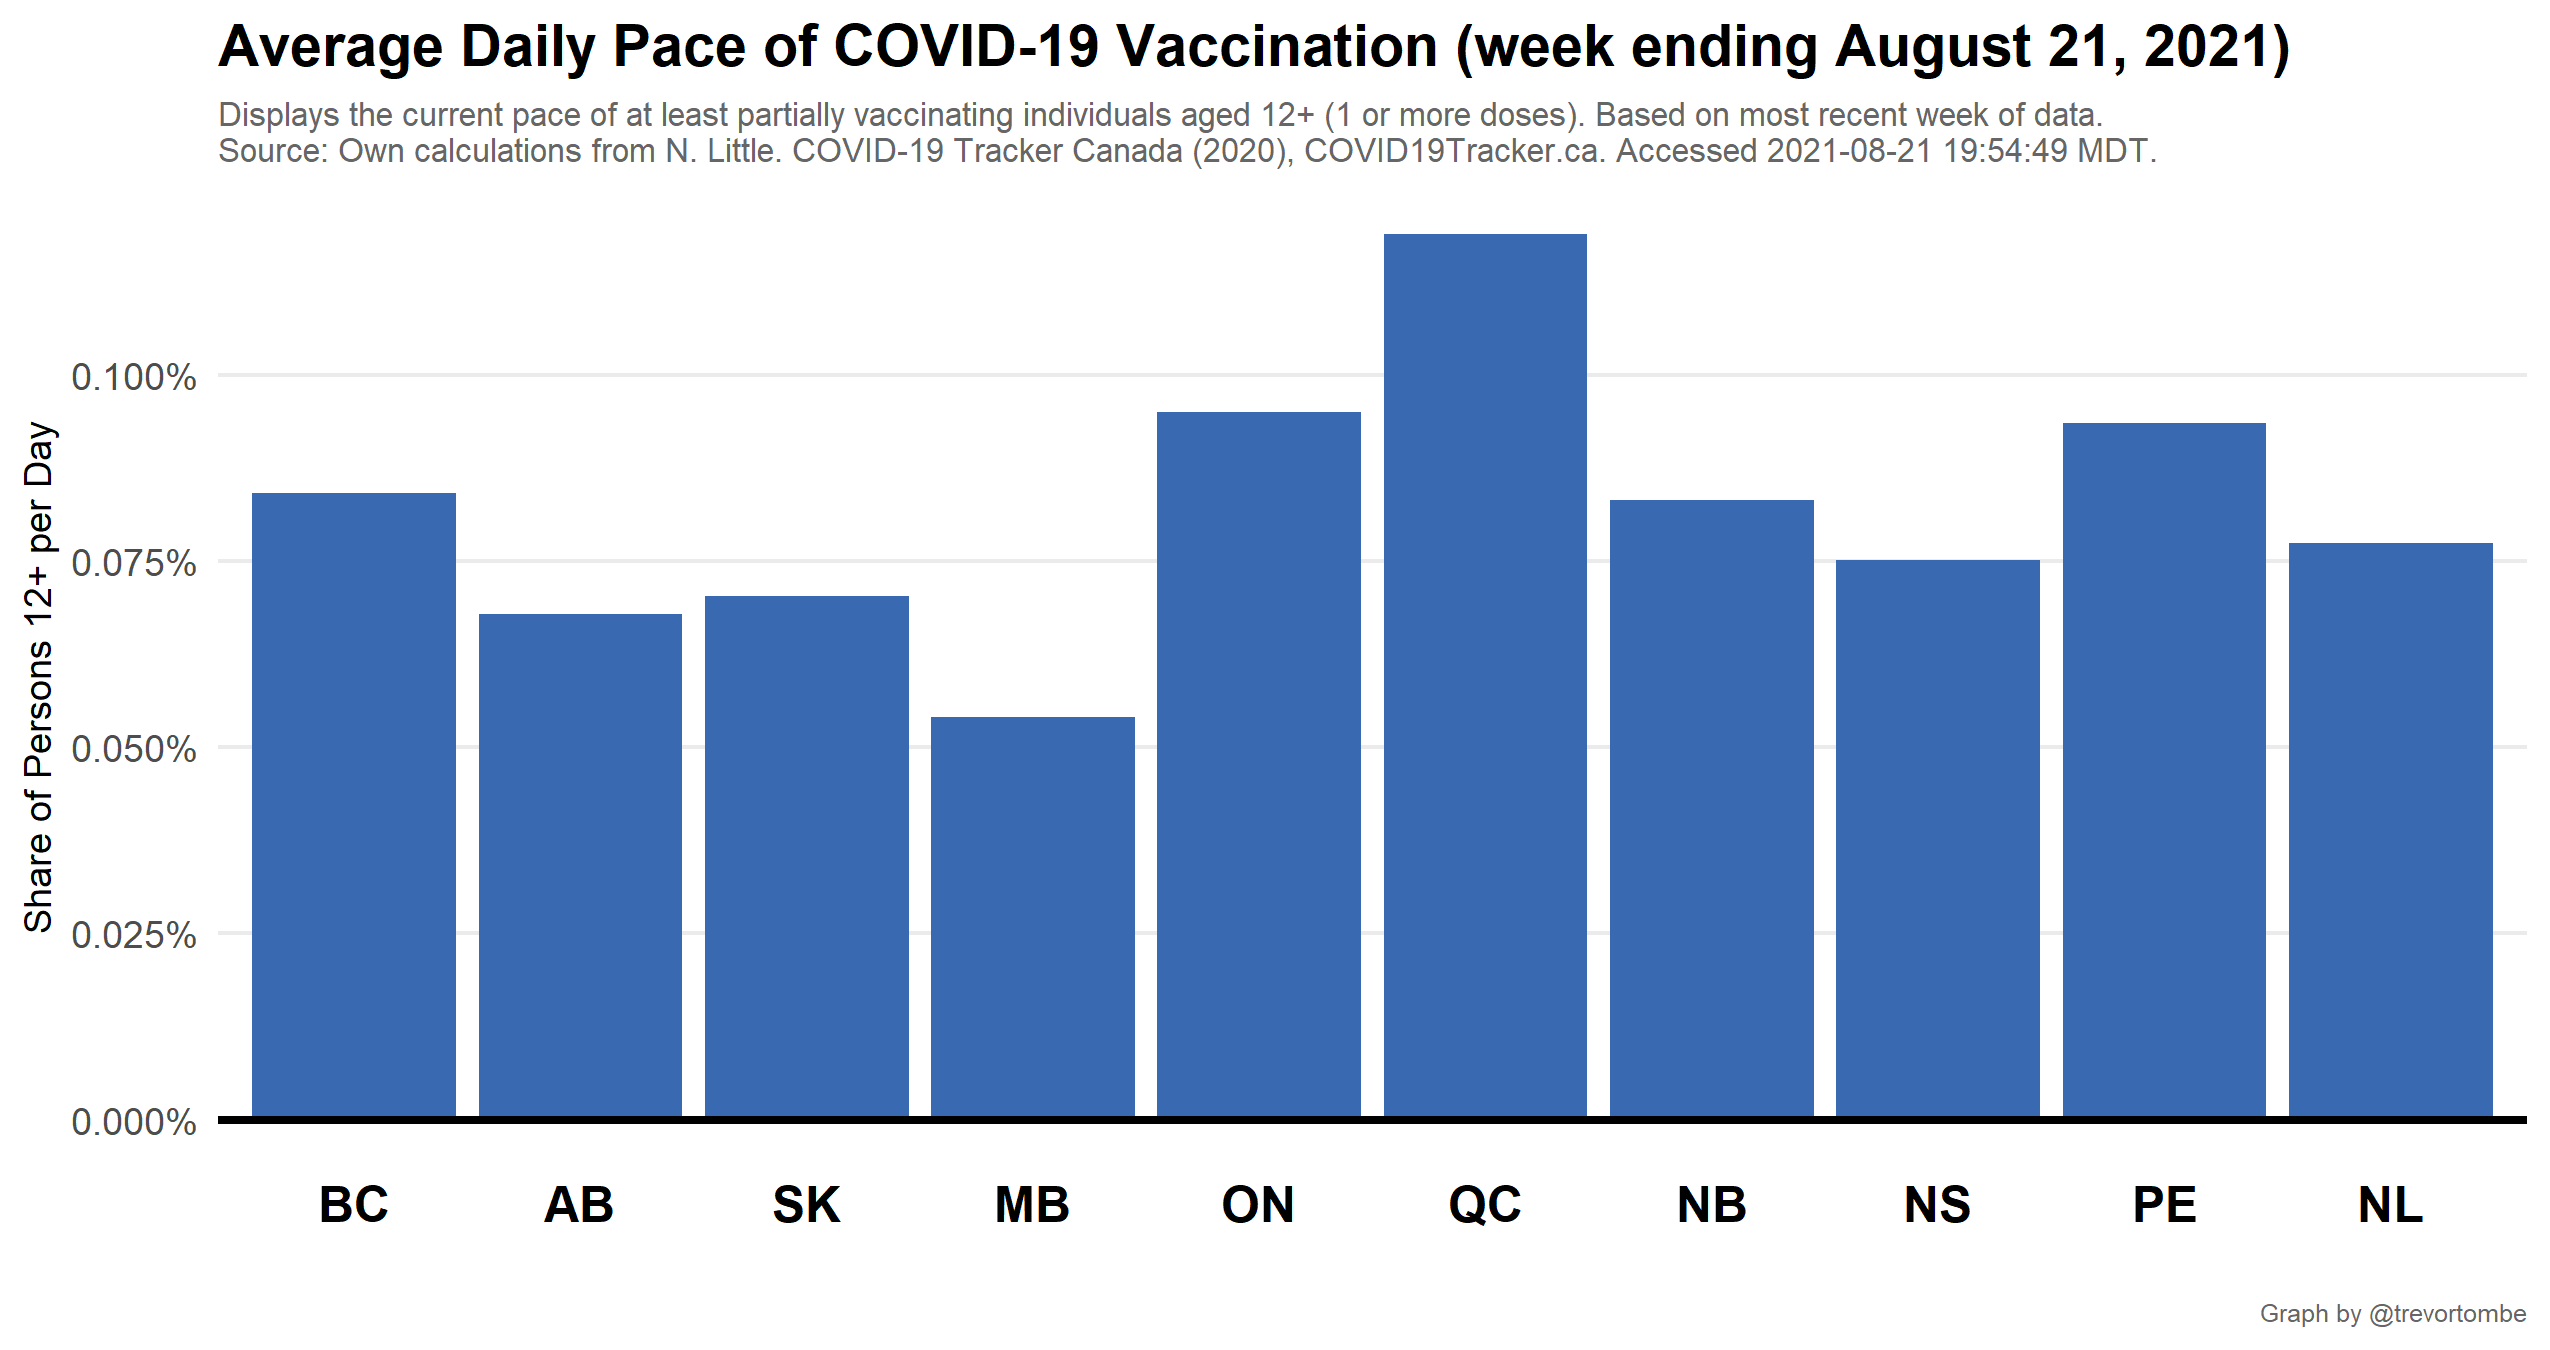 Average Daily Pace of COVID-19 Vaccination (week ending August 21, 2021)
Displays the current pace of at least partially vaccinating individuals aged 12+ (1 or more doses). Based on most recent week of data.
Source: Own calculations from N. Little. COVID-19 Tracker Canada (2020), COVID19Tracker.ca. Accessed 2021-08-21 19:54:49 MDT.
Share of Persons 12+ per Day
0.100%
0.075%
0.050%
0.025%
0.000%
BC AB SK MB ON QC NB NS PE NL
Graph by @trevortombe